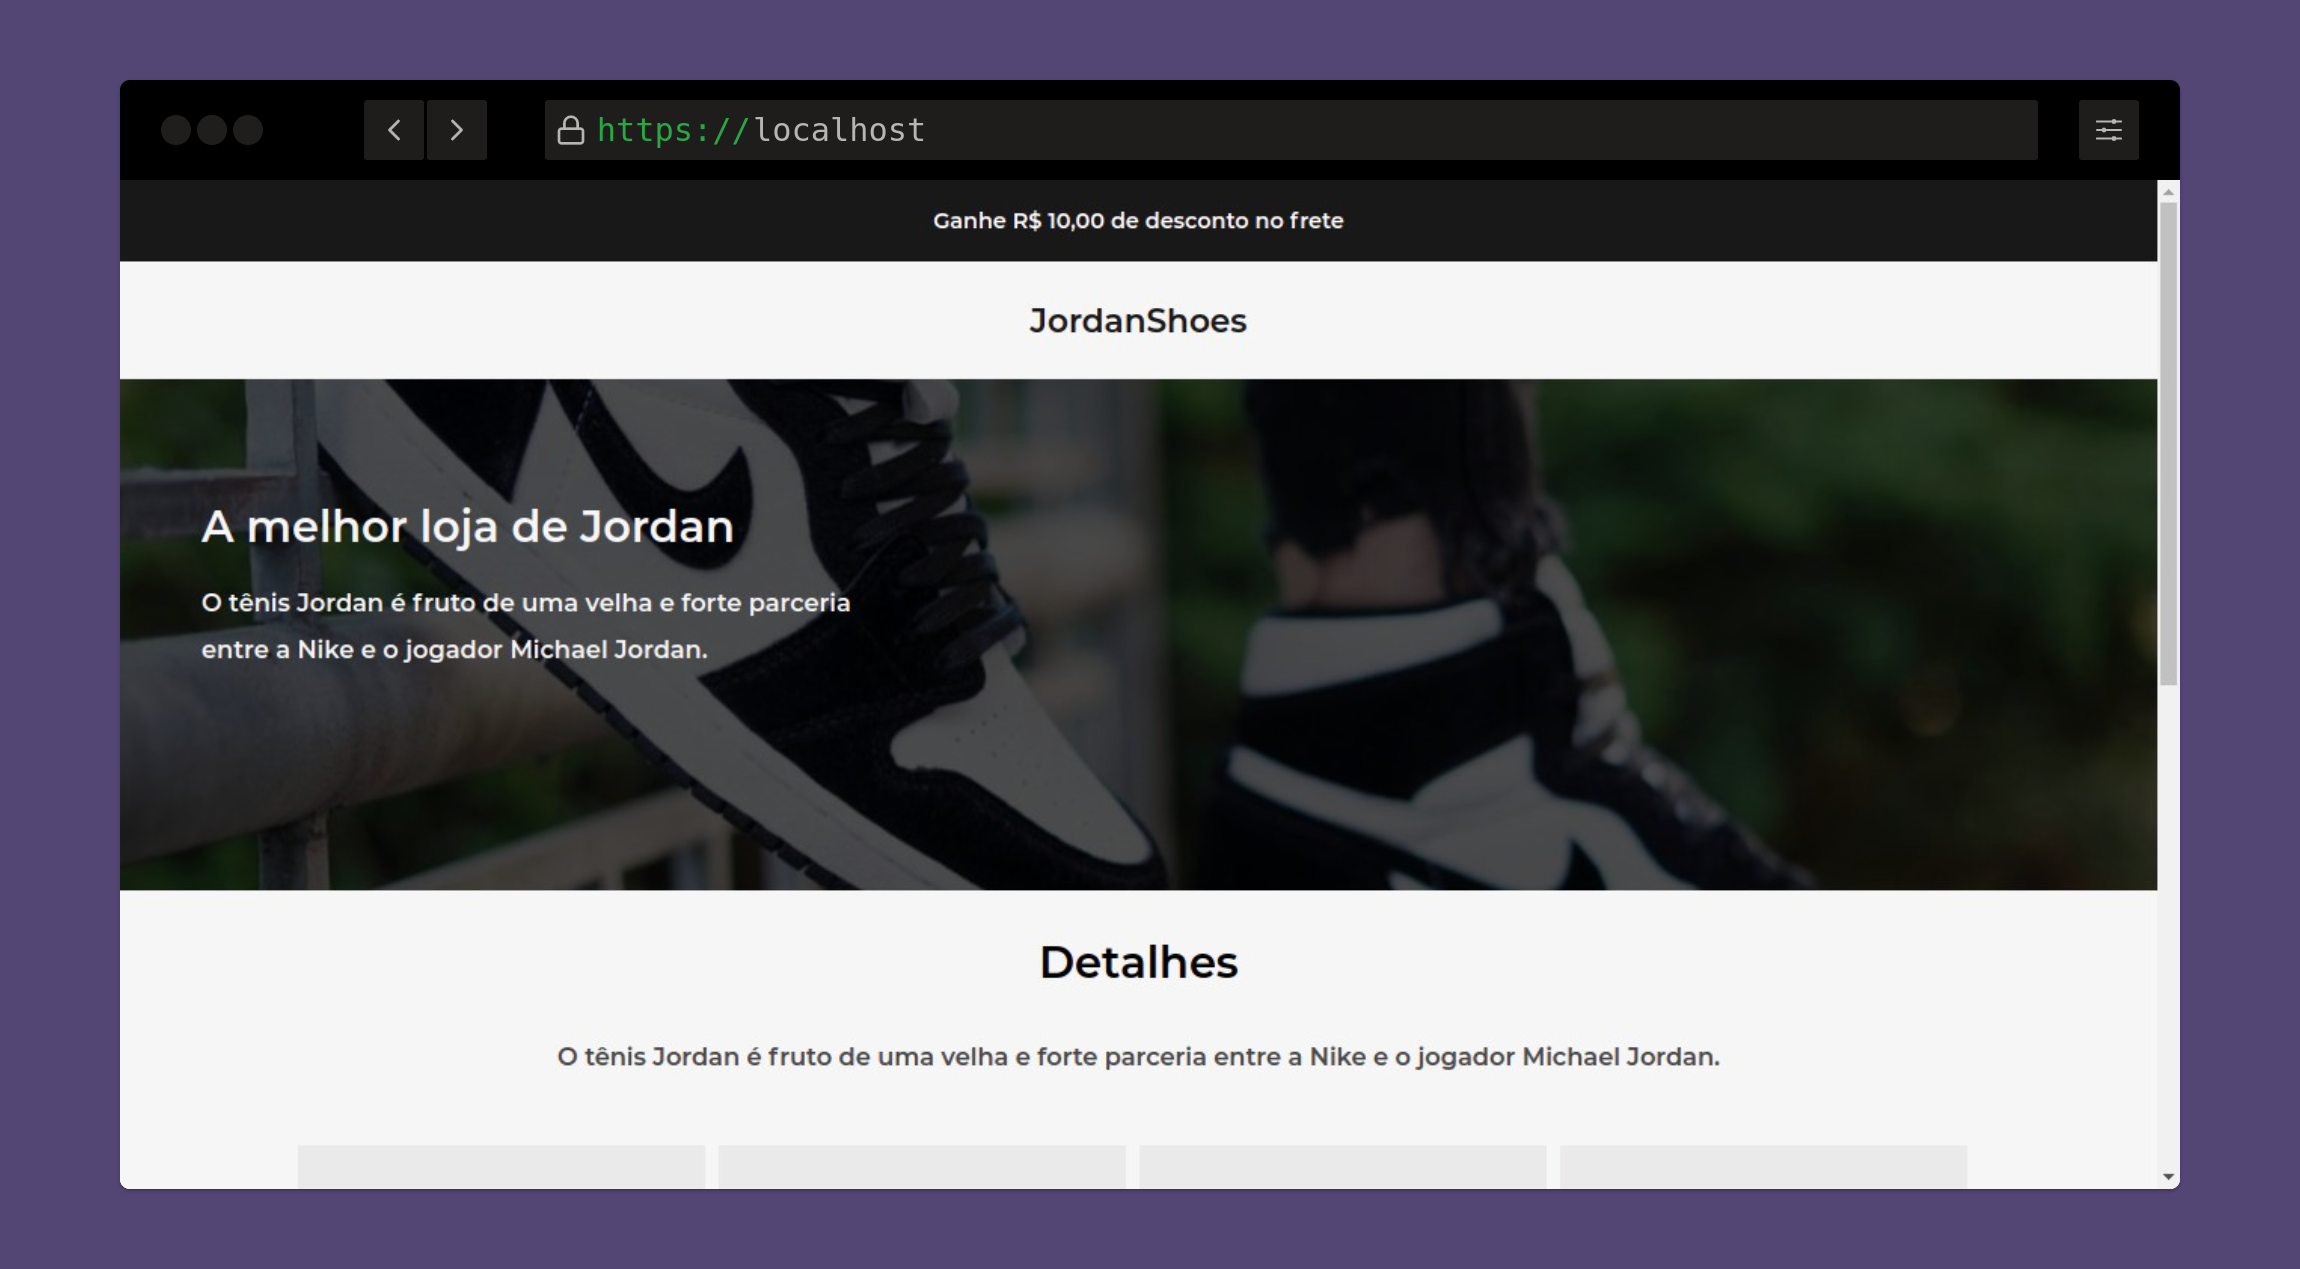 https://localhost
Ganhe R$ 10,00 de desconto no frete
JordanShoes
A melhor loja de Jordan
O tênis Jordan é fruto de uma velha e forte parceria
entre a Nike e o jogador Michael Jordan.
Detalhes
O tênis Jordan é fruto de uma velha e forte parceria entre a Nike e o jogador Michael Jordan.